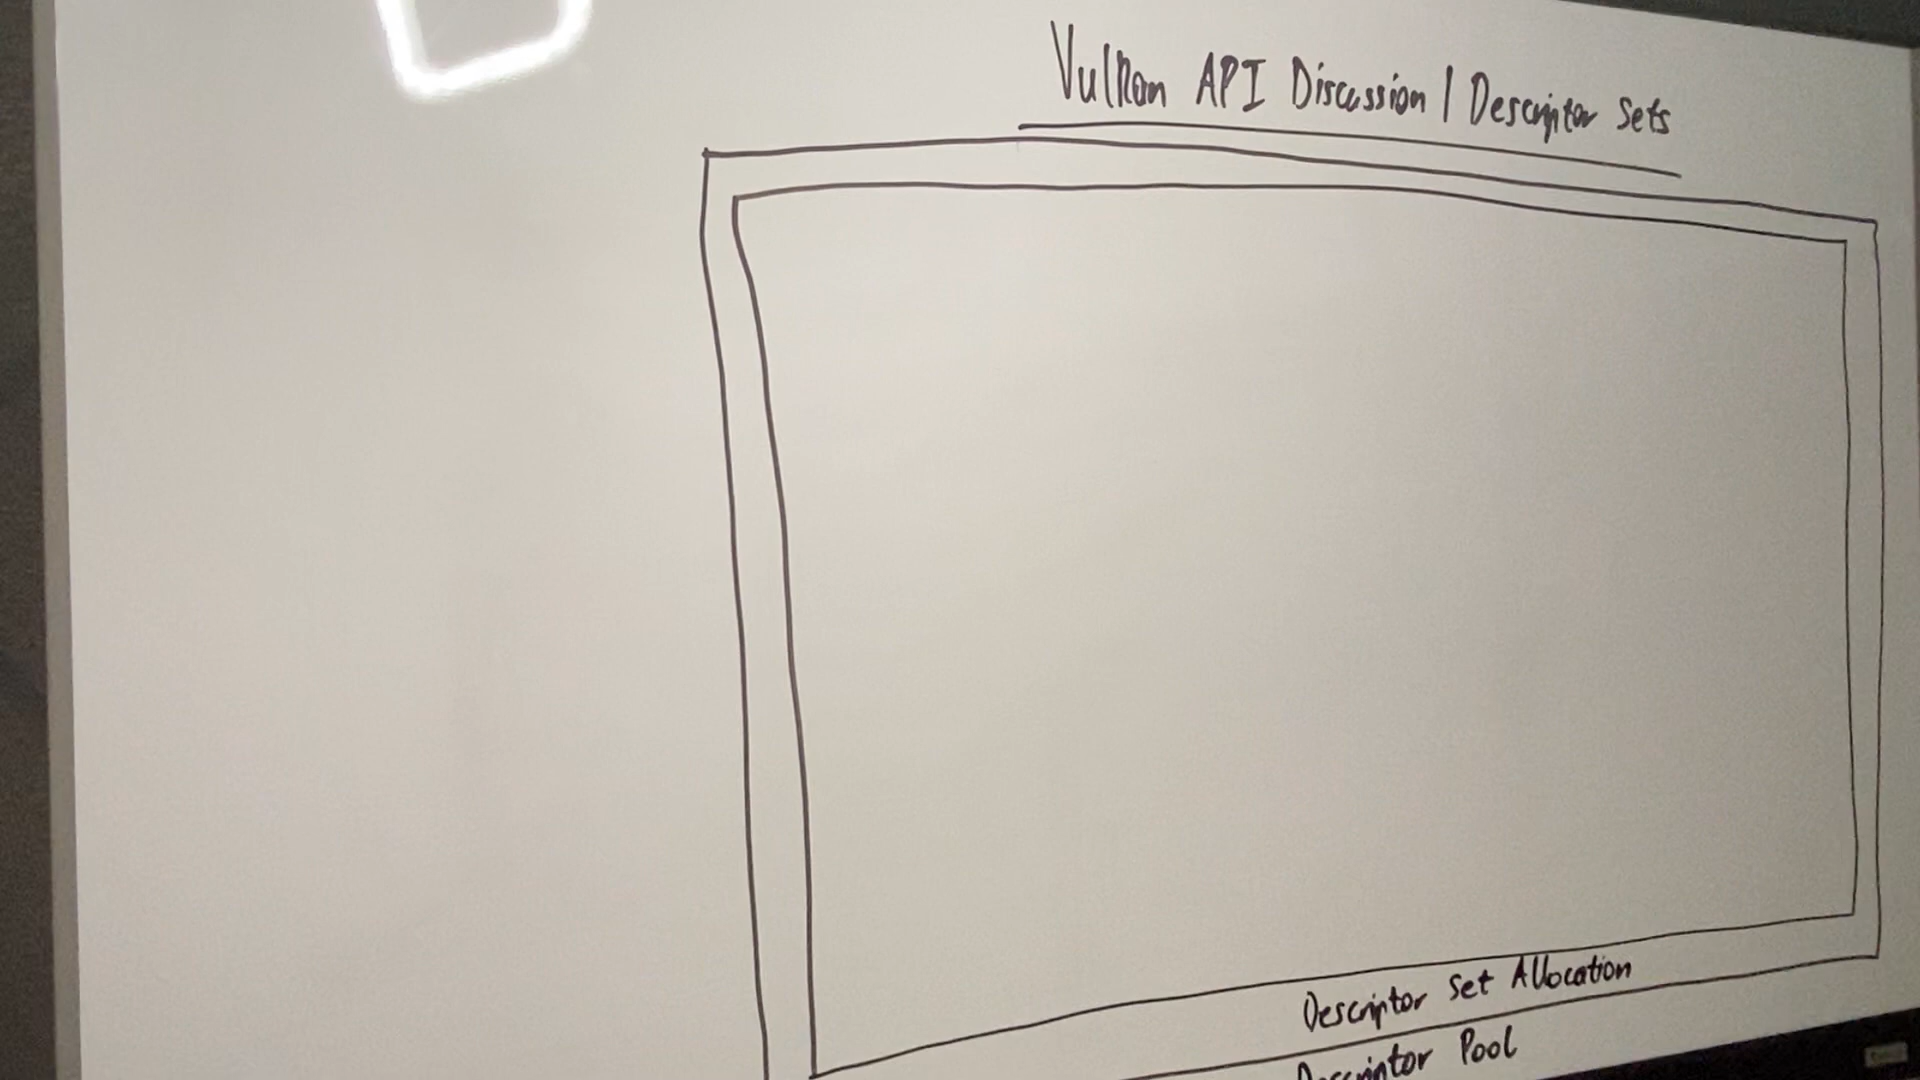 Vulkan API Discussion / Descriptor Sets
Descriptor Set Allocation
Descriptor Pool